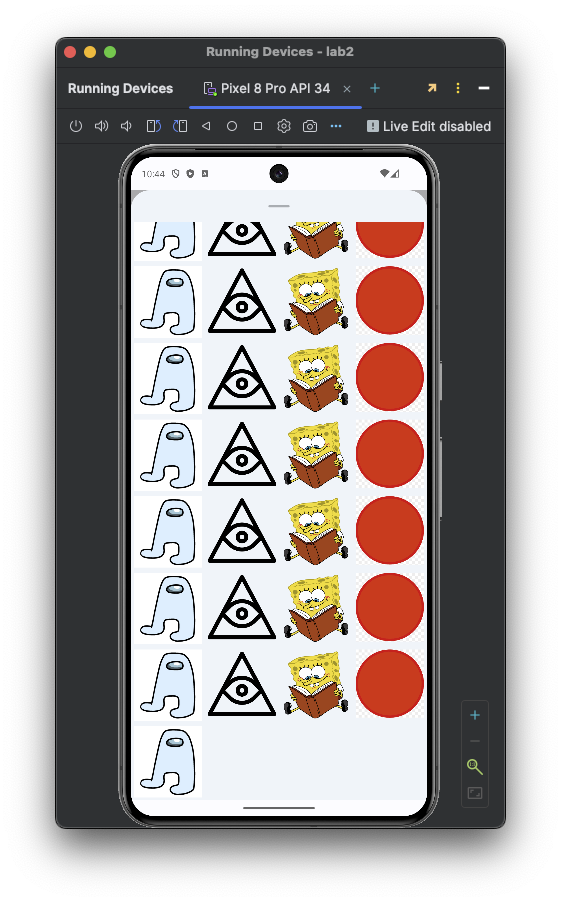 Running Devices - lab2
Running Devices
Pixel 8 Pro API 34
Live Edit disabled
10:44